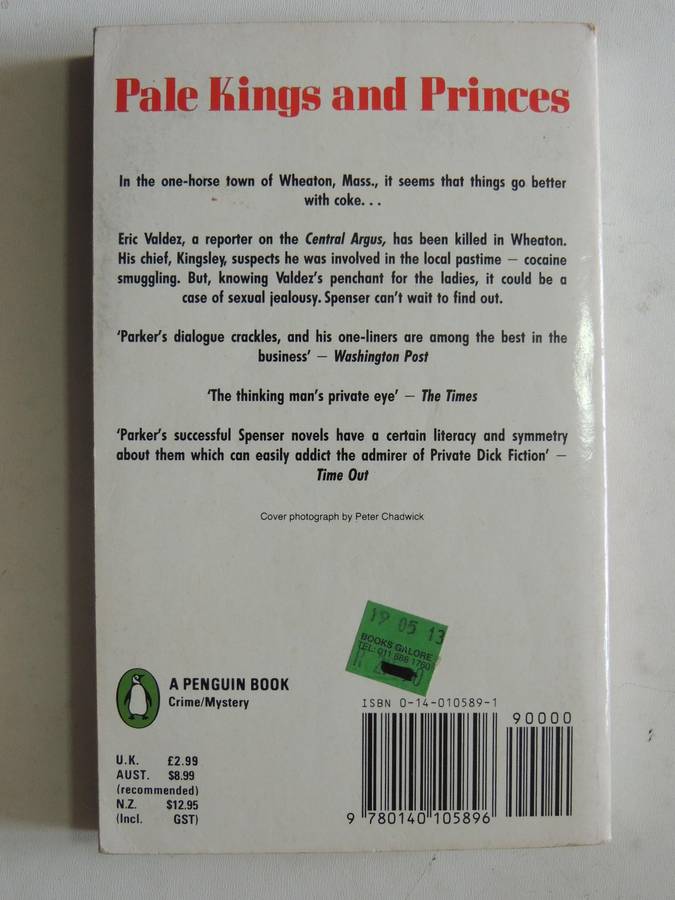 Pale Kings and Princes
In the one-horse town of Wheaton, Mass., it seems that things go better
with coke. . .
Eric Valdez, a reporter on the Central Argus, has been killed in Wheaton.
His chief, Kingsley, suspects he was involved in the local pastime – cocaine
smuggling. But, knowing Valdez's penchant for the ladies, it could be a
case of sexual jealousy. Spenser can't wait to find out.
'Parker's dialogue crackles, and his one-liners are among the best in the
business' – Washington Post
'The thinking man's private eye' – The Times
'Parker's successful Spenser novels have a certain literacy and symmetry
about them which can easily addict the admirer of Private Dick Fiction' –
Time Out
Cover photograph by Peter Chadwick
19 05 13
BOOKS GALORE
TEL: 011 888 1760
A PENGUIN BOOK
Crime/Mystery
ISBN 0-14-010589-1
90000
U.K. £2.99
AUST. $8.99
(recommended)
N.Z. $12.95
(Incl. GST)
9 780140 105896